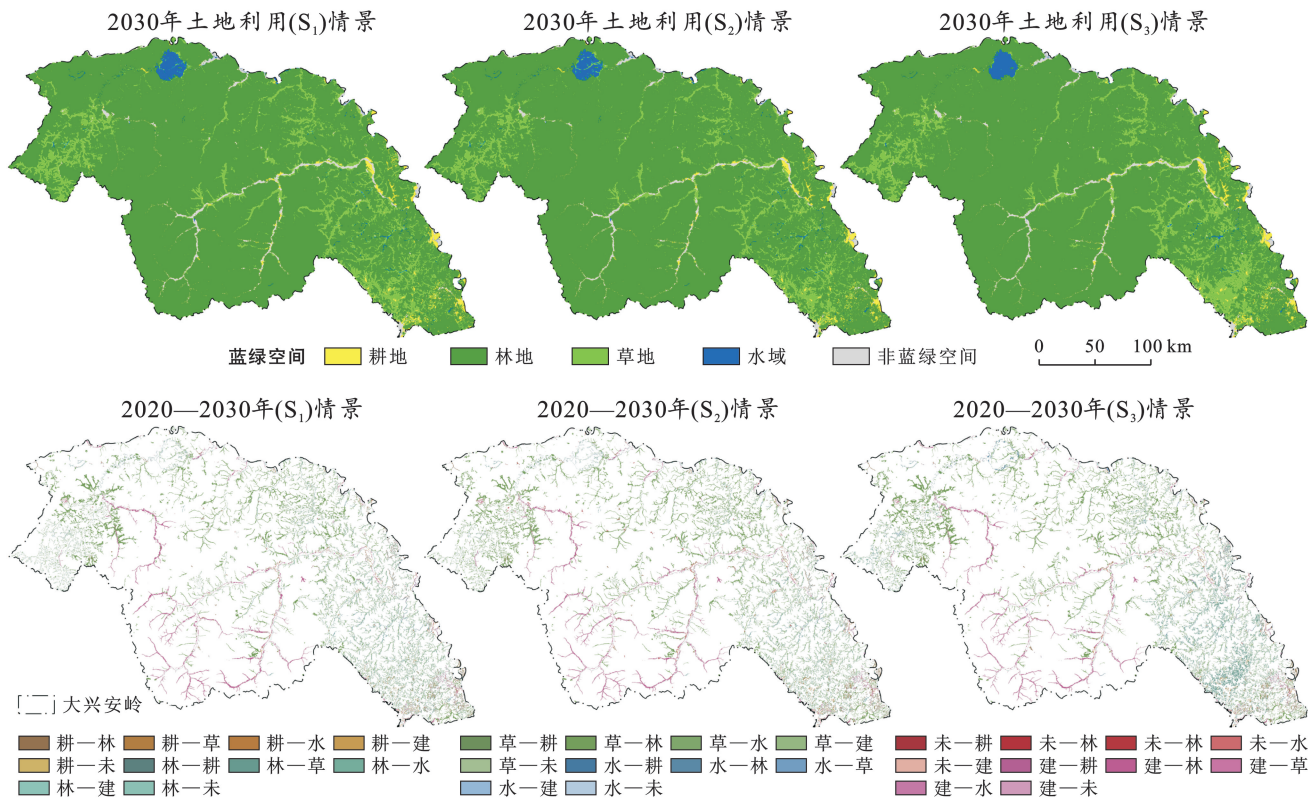 2030年土地利用(S₁)情景
2030年土地利用(S₂)情景
2030年土地利用(S₃)情景
蓝绿空间 耕地 林地 草地 水域 非蓝绿空间
0 50 100 km
2020—2030年(S₁)情景
2020—2030年(S₂)情景
2020—2030年(S₃)情景
大兴安岭
耕—林 耕—草 耕—水 耕—建
耕—未 林—耕 林—草 林—水
林—建 林—未
草—耕 草—林 草—水 草—建
草—未 水—耕 水—林 水—草
水—建 水—未
未—耕 未—林 未—林 未—水
未—建 建—耕 建—林 建—草
建—水 建—未